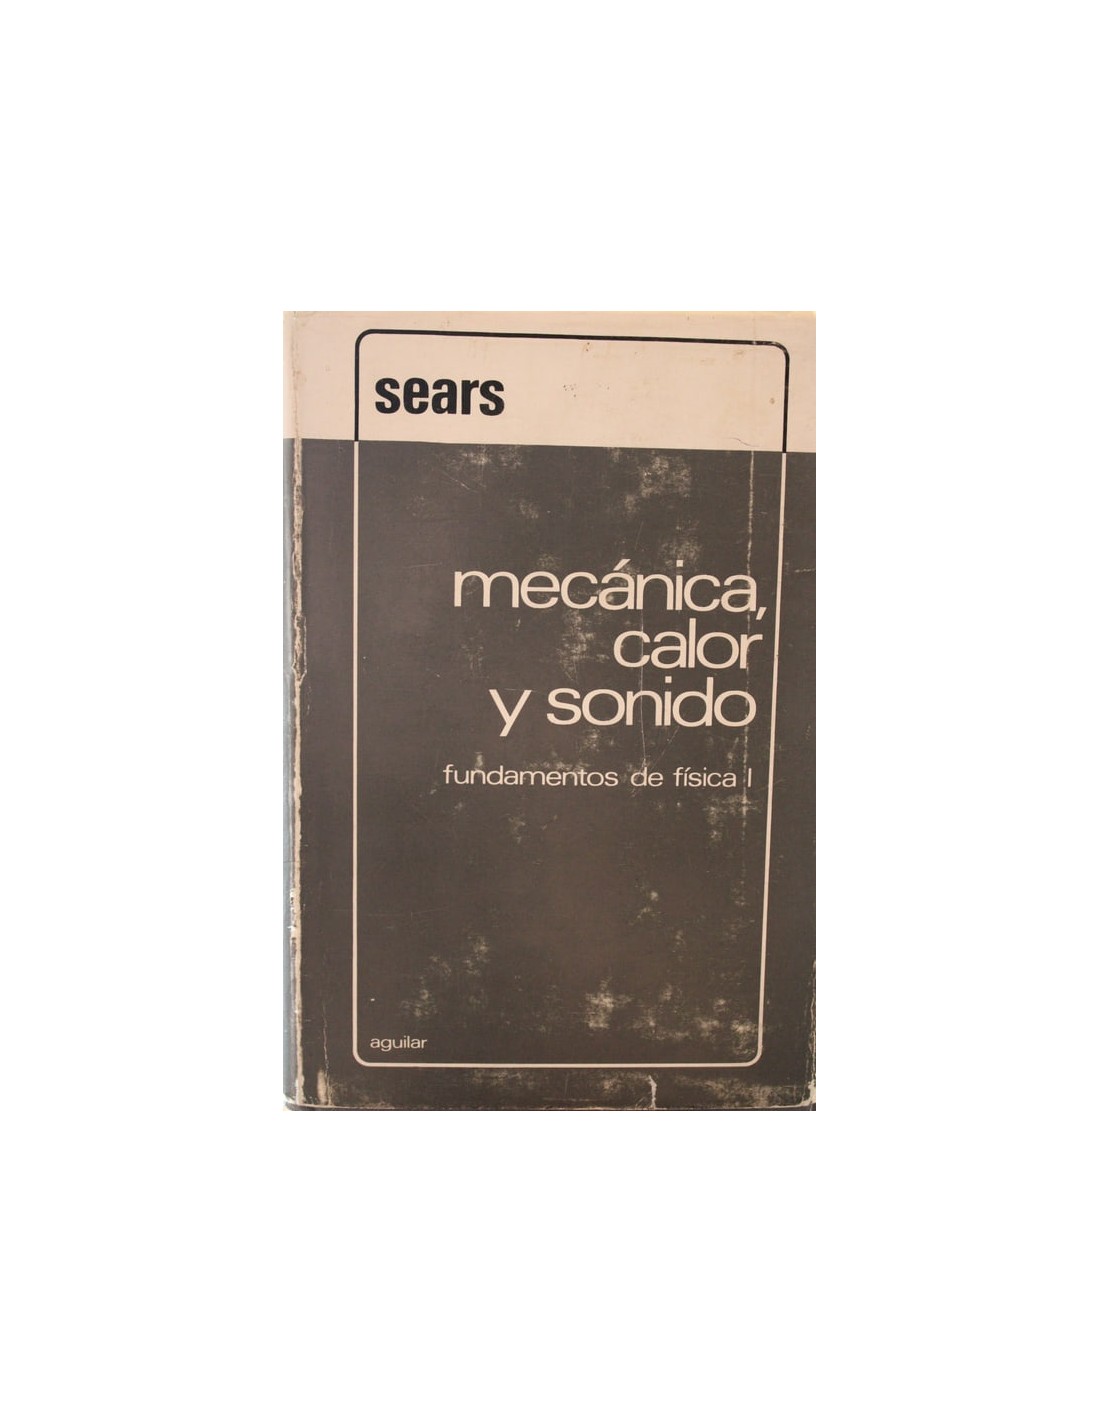 sears
mecánica,
calor
y sonido
fundamentos de física I
aguilar